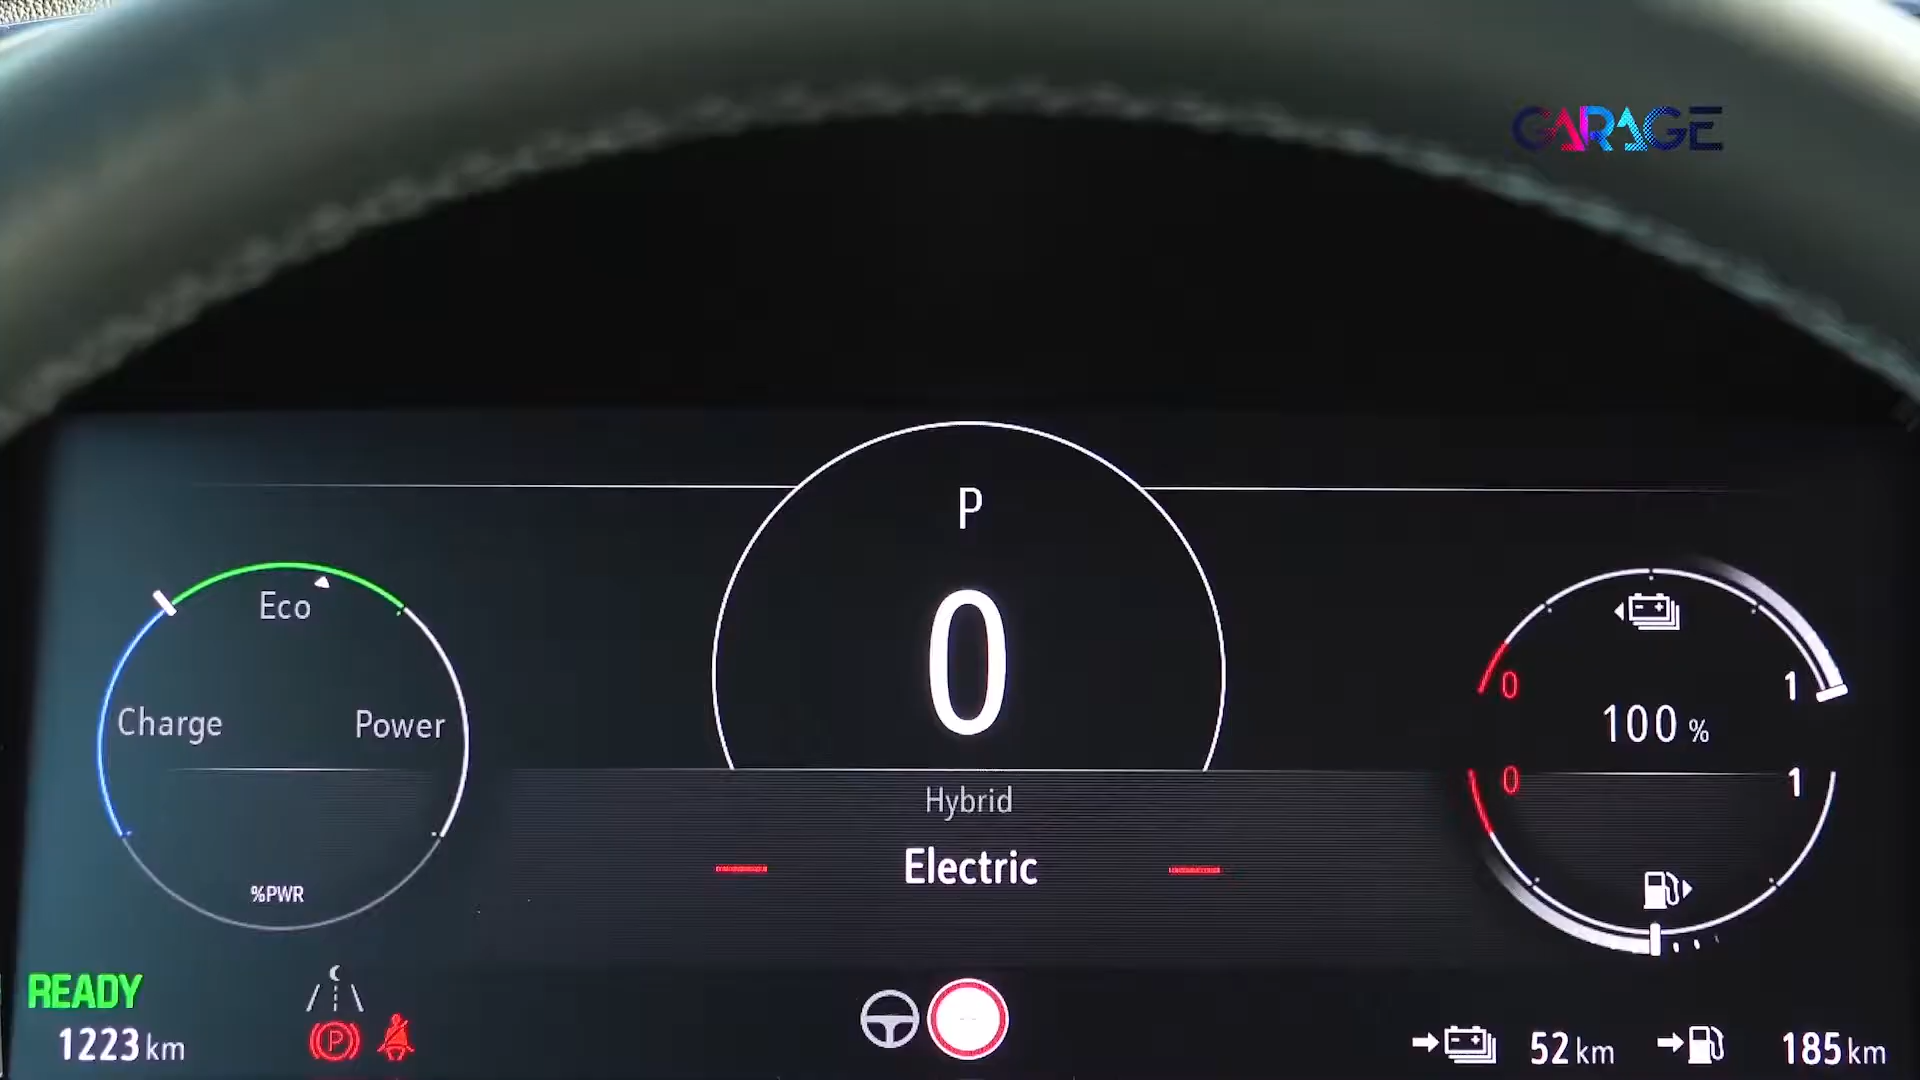 GARAGE
P
0
Eco
Charge
Power
%PWR
Hybrid
Electric
0
1
100 %
0
1
READY
1223 km
P
52 km
185 km